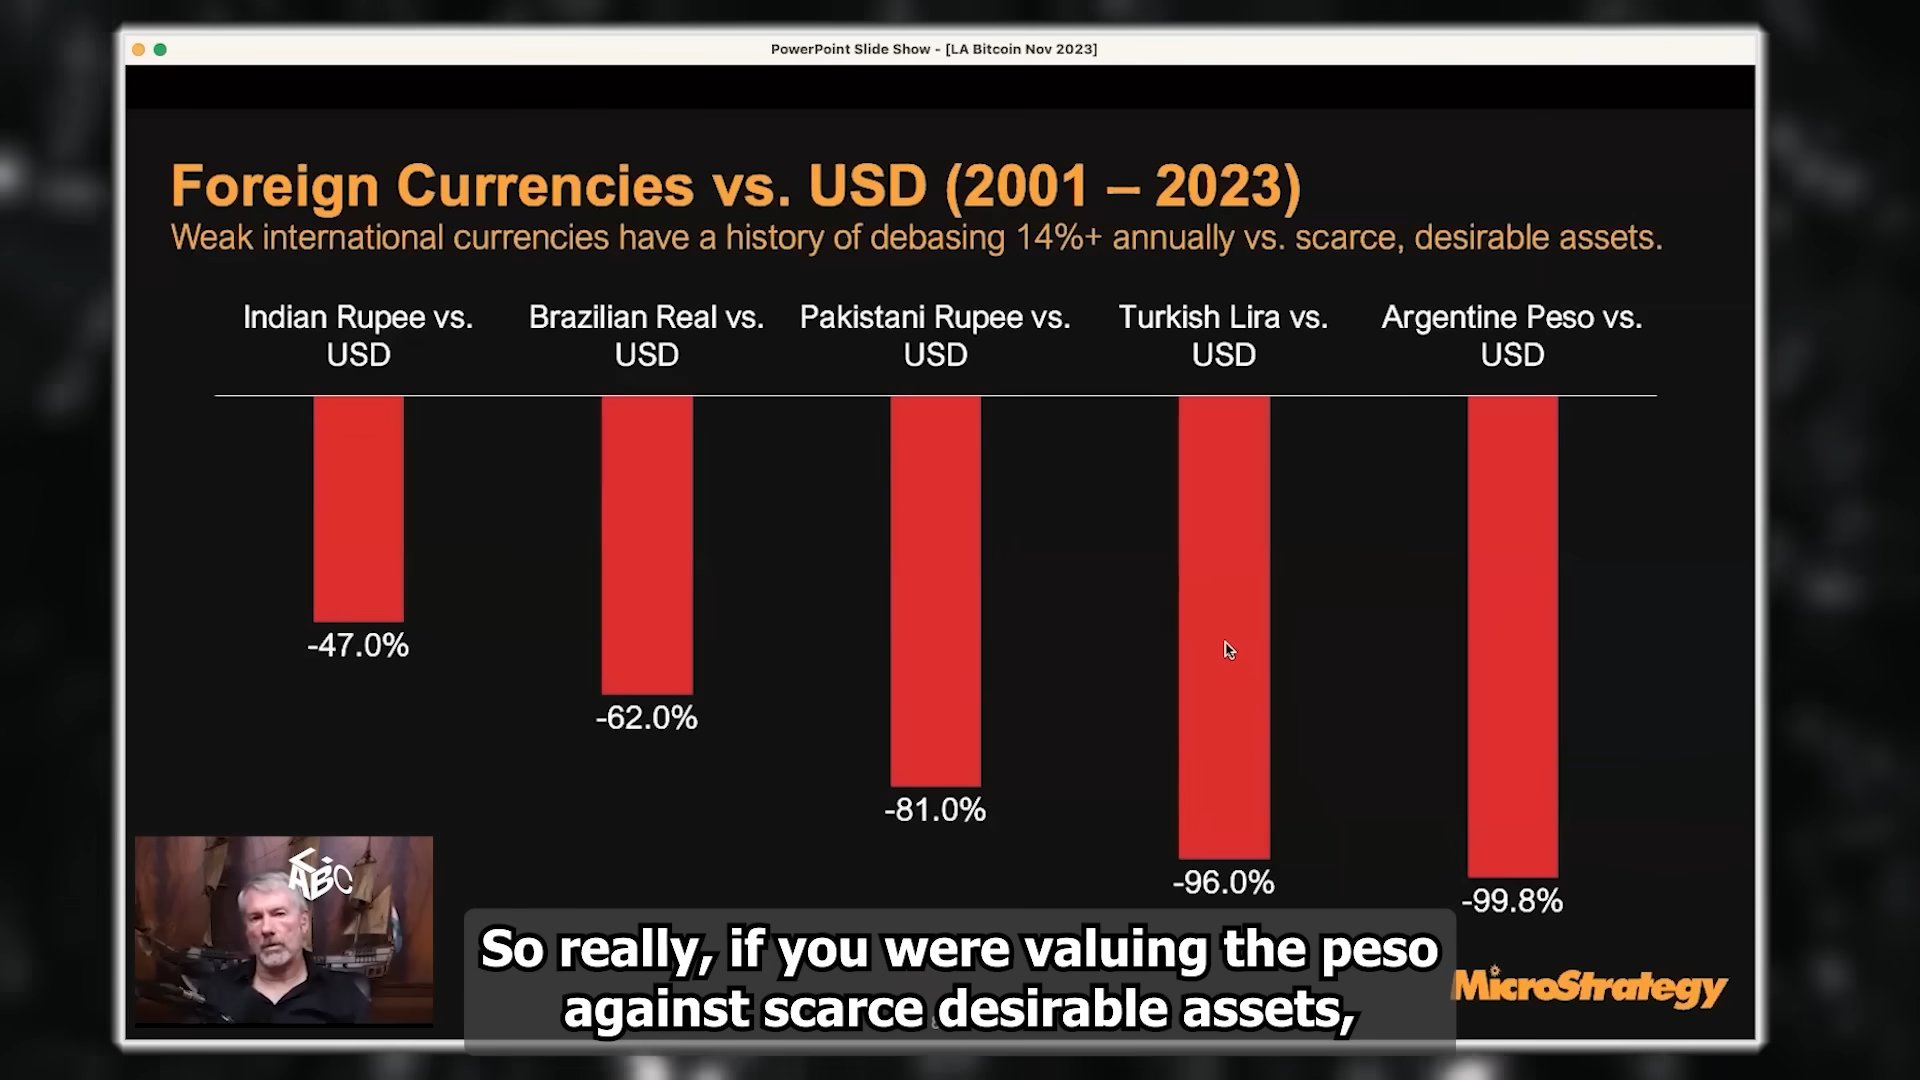 PowerPoint Slide Show - [LA Bitcoin Nov 2023]
Foreign Currencies vs. USD (2001 – 2023)
Weak international currencies have a history of debasing 14%+ annually vs. scarce, desirable assets.
Indian Rupee vs.
USD
Brazilian Real vs.
USD
Pakistani Rupee vs.
USD
Turkish Lira vs.
USD
Argentine Peso vs.
USD
-47.0%
-62.0%
-81.0%
-96.0%
-99.8%
ABC
So really, if you were valuing the peso
against scarce desirable assets,
MicroStrategy